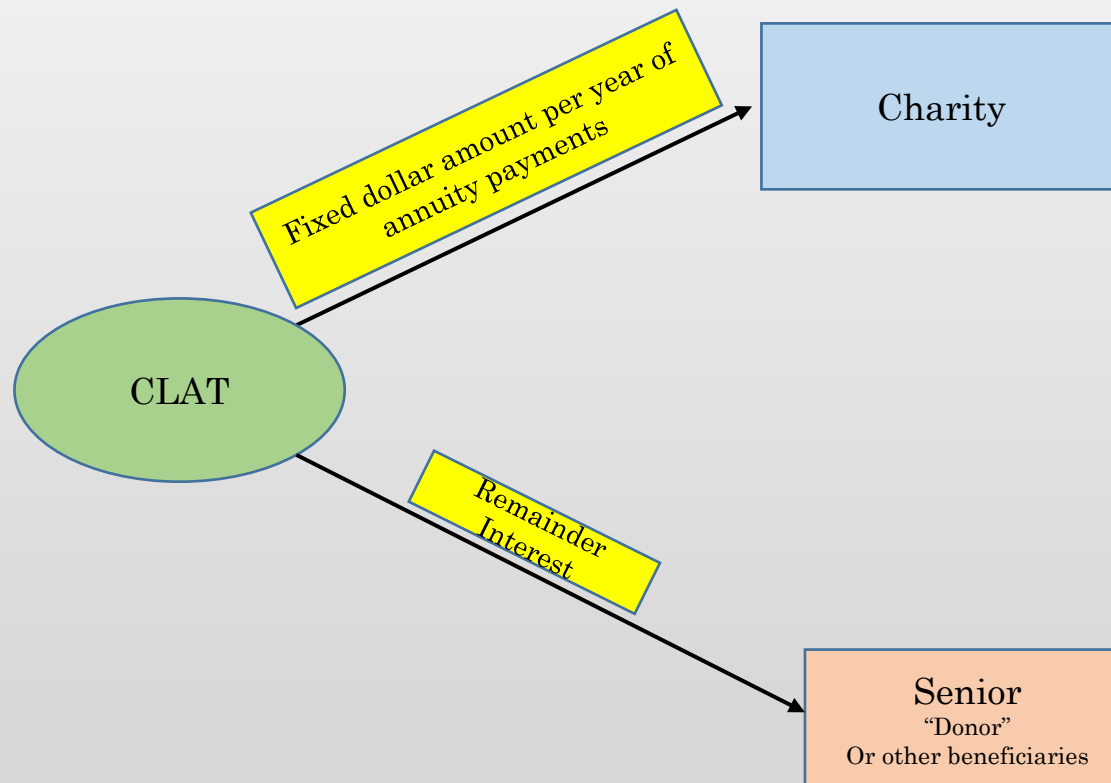 Fixed dollar amount per year of
annuity payments
Charity
CLAT
Remainder
Interest
Senior
“Donor”
Or other beneficiaries